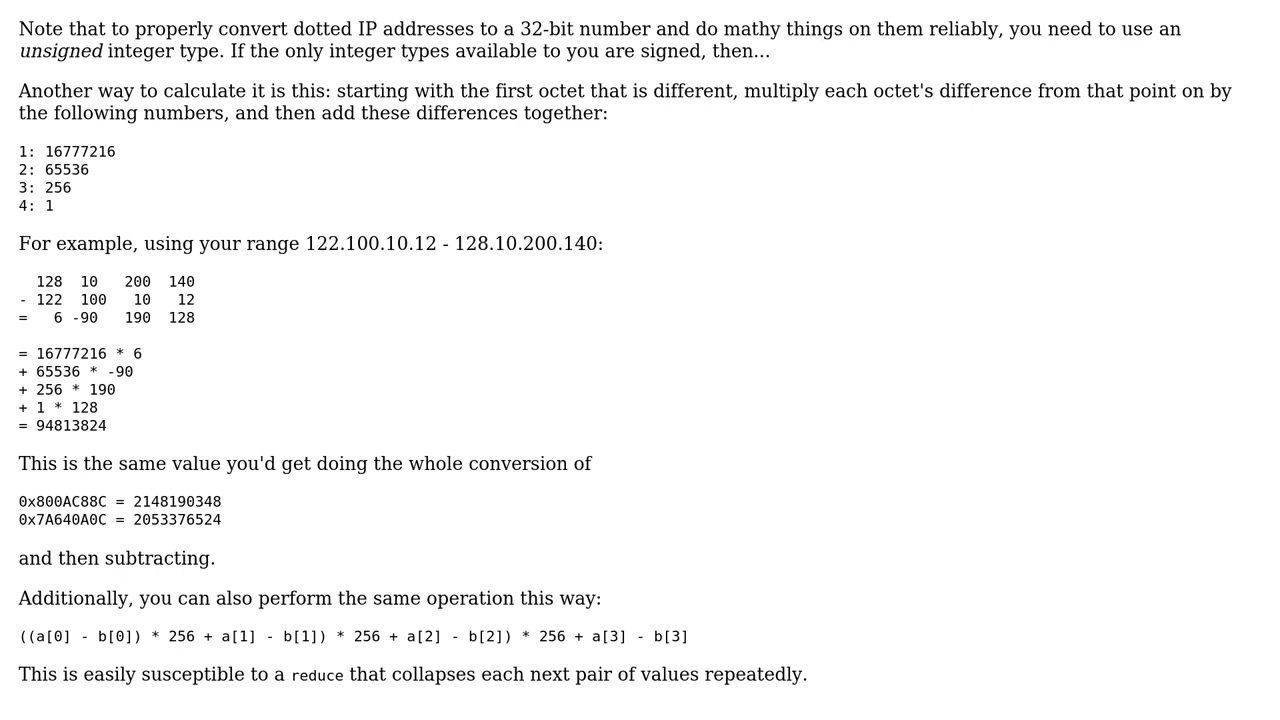 Note that to properly convert dotted IP addresses to a 32-bit number and do mathy things on them reliably, you need to use an
unsigned integer type. If the only integer types available to you are signed, then...
Another way to calculate it is this: starting with the first octet that is different, multiply each octet's difference from that point on by
the following numbers, and then add these differences together:
1: 16777216
2: 65536
3: 256
4: 1
For example, using your range 122.100.10.12 - 128.10.200.140:
  128  10   200  140
- 122  100   10   12
=   6 -90   190  128
= 16777216 * 6
+ 65536 * -90
+ 256 * 190
+ 1 * 128
= 94813824
This is the same value you'd get doing the whole conversion of
0x800AC88C = 2148190348
0x7A640A0C = 2053376524
and then subtracting.
Additionally, you can also perform the same operation this way:
((a[0] - b[0]) * 256 + a[1] - b[1]) * 256 + a[2] - b[2]) * 256 + a[3] - b[3]
This is easily susceptible to a reduce that collapses each next pair of values repeatedly.